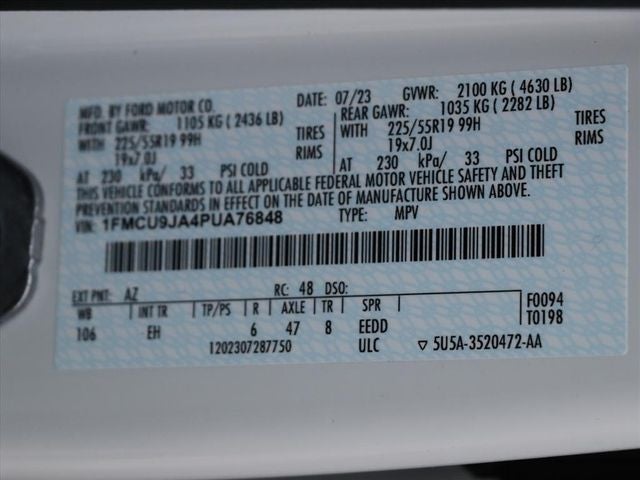 MFD. BY FORD MOTOR CO. DATE: 07/23 GVWR: 2100 KG ( 4630 LB)
FRONT GAWR: 1105 KG ( 2436 LB) REAR GAWR: 1035 KG ( 2282 LB)
WITH 225/55R19 99H TIRES WITH 225/55R19 99H TIRES
19x7.0J RIMS 19x7.0J RIMS
AT 230 kPa/ 33 PSI COLD AT 230 kPa/ 33 PSI COLD
THIS VEHICLE CONFORMS TO ALL APPLICABLE FEDERAL MOTOR VEHICLE SAFETY AND THEFT
PREVENTION STANDARDS IN EFFECT ON THE DATE OF MANUFACTURE SHOWN ABOVE.
VIN: 1FMCU9JA4PUA76848 TYPE: MPV
EXT PNT: AZ RC: 48 DSO:
WB INT TR TP/PS R AXLE TR SPR F0094
106 EH 6 47 8 EEDD T0198
1202307287750 ULC ▽ 5U5A-3520472-AA